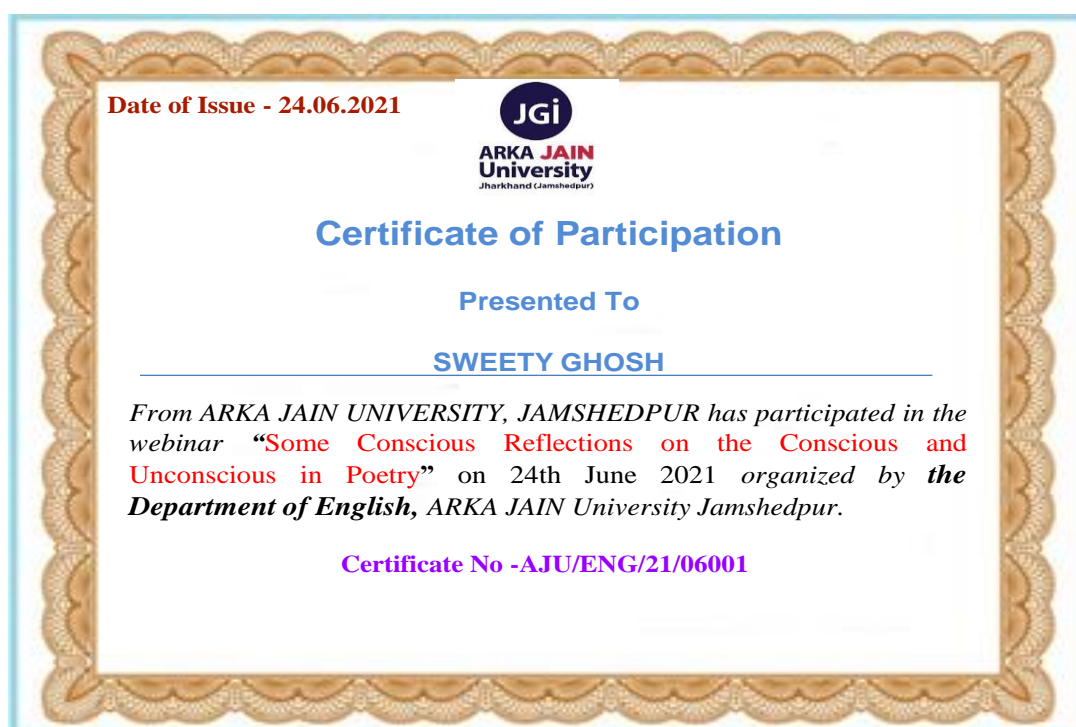 Date of Issue - 24.06.2021
JGi
ARKA JAIN
University
Jharkhand (Jamshedpur)
Certificate of Participation
Presented To
SWEETY GHOSH
From ARKA JAIN UNIVERSITY, JAMSHEDPUR has participated in the
webinar “Some Conscious Reflections on the Conscious and
Unconscious in Poetry” on 24th June 2021 organized by the
Department of English, ARKA JAIN University Jamshedpur.
Certificate No -AJU/ENG/21/06001